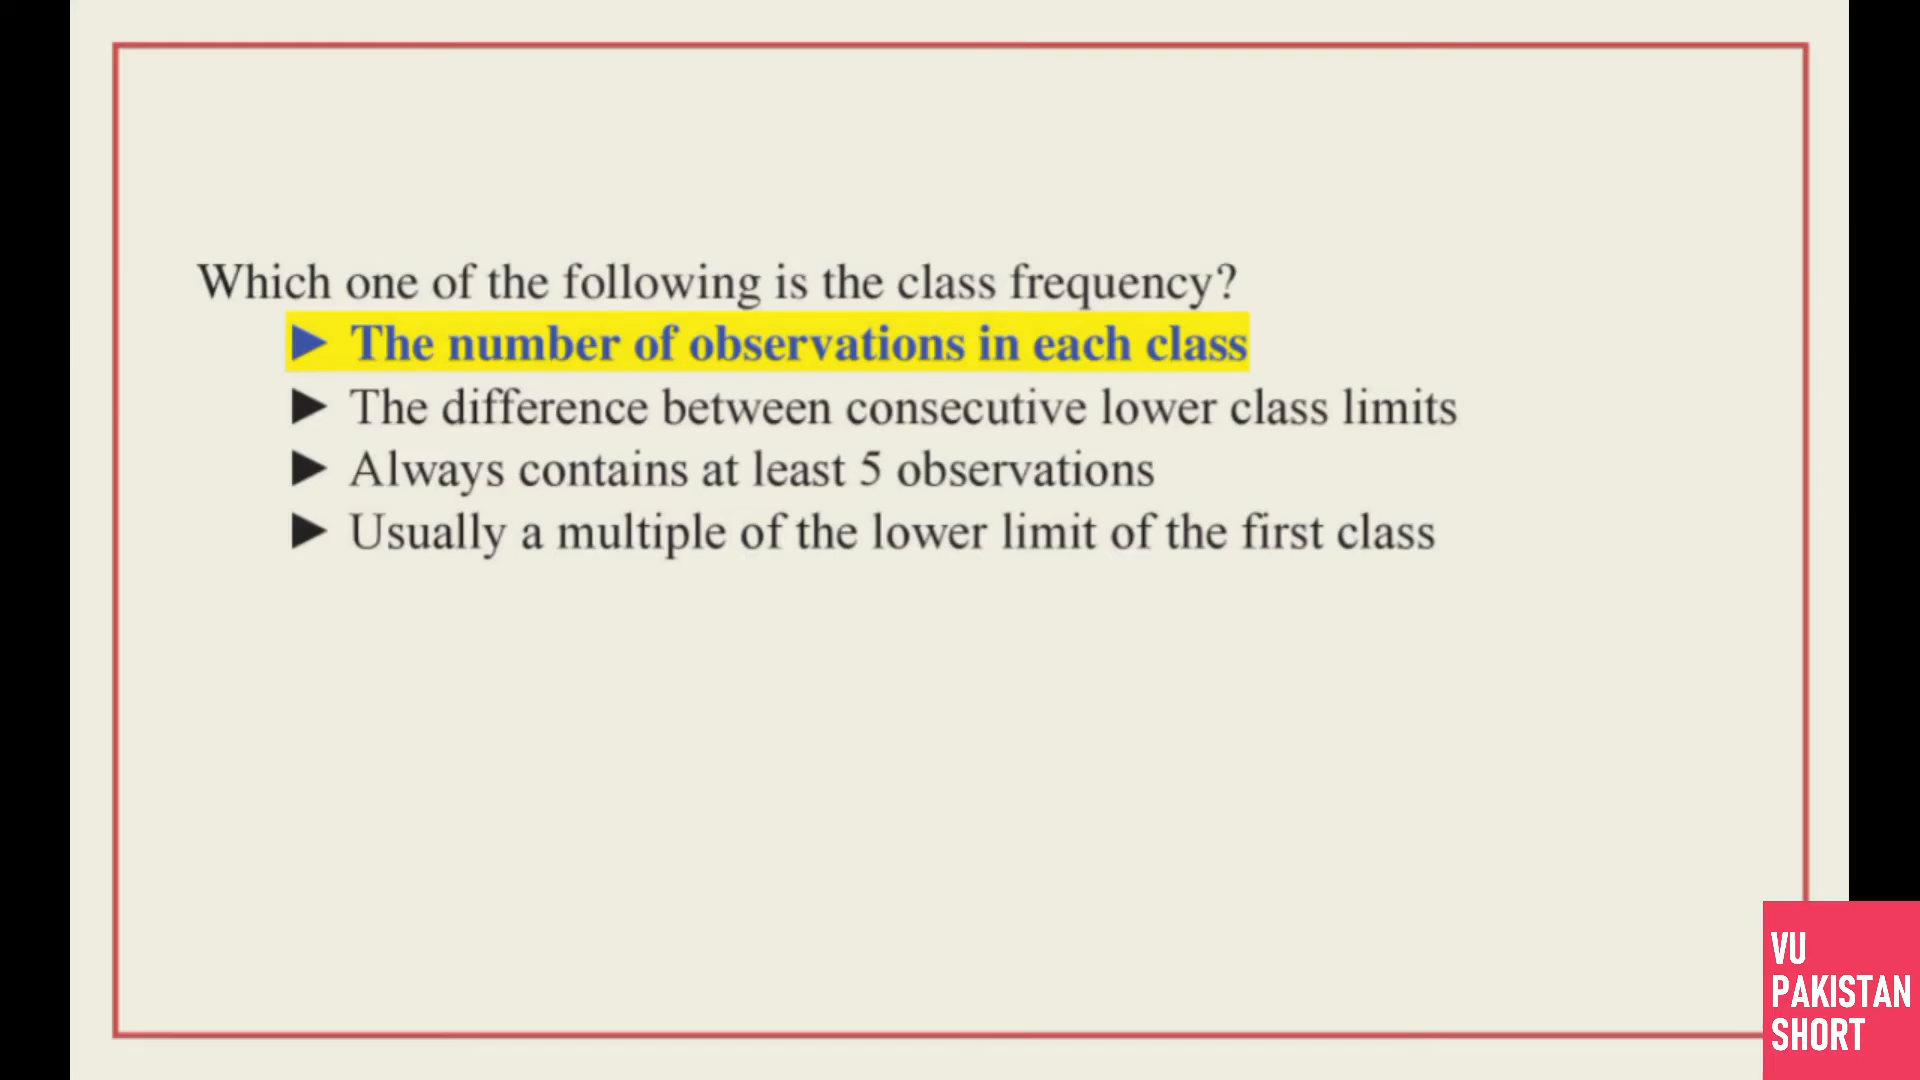 Which one of the following is the class frequency?
► The number of observations in each class
► The difference between consecutive lower class limits
► Always contains at least 5 observations
► Usually a multiple of the lower limit of the first class
VU
PAKISTAN
SHORT